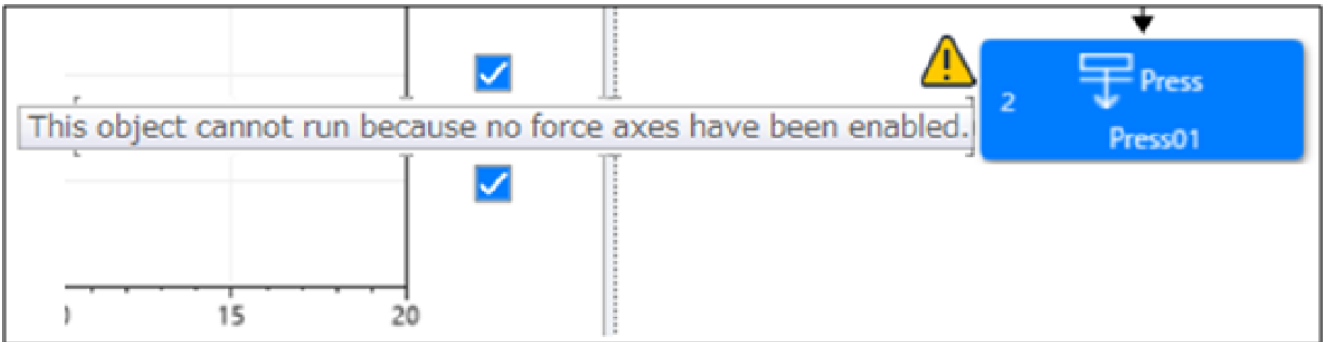 Press
This object cannot run because no force axes have been enabled.
2
Press01
15
20